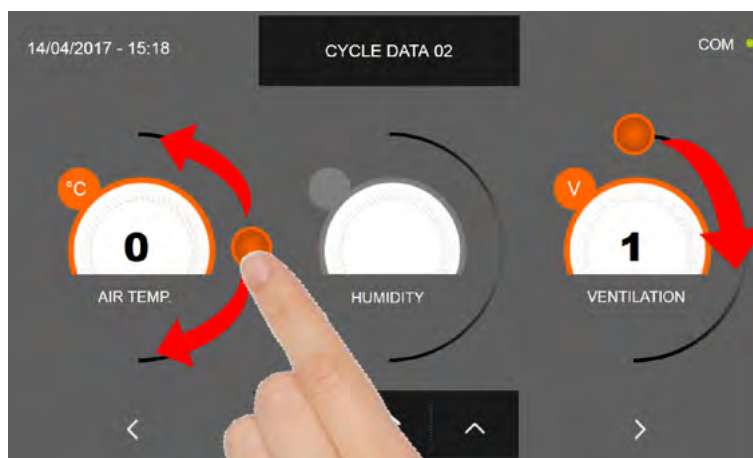 14/04/2017 - 15:18
CYCLE DATA 02
COM
°C
V
0
1
AIR TEMP.
HUMIDITY
VENTILATION